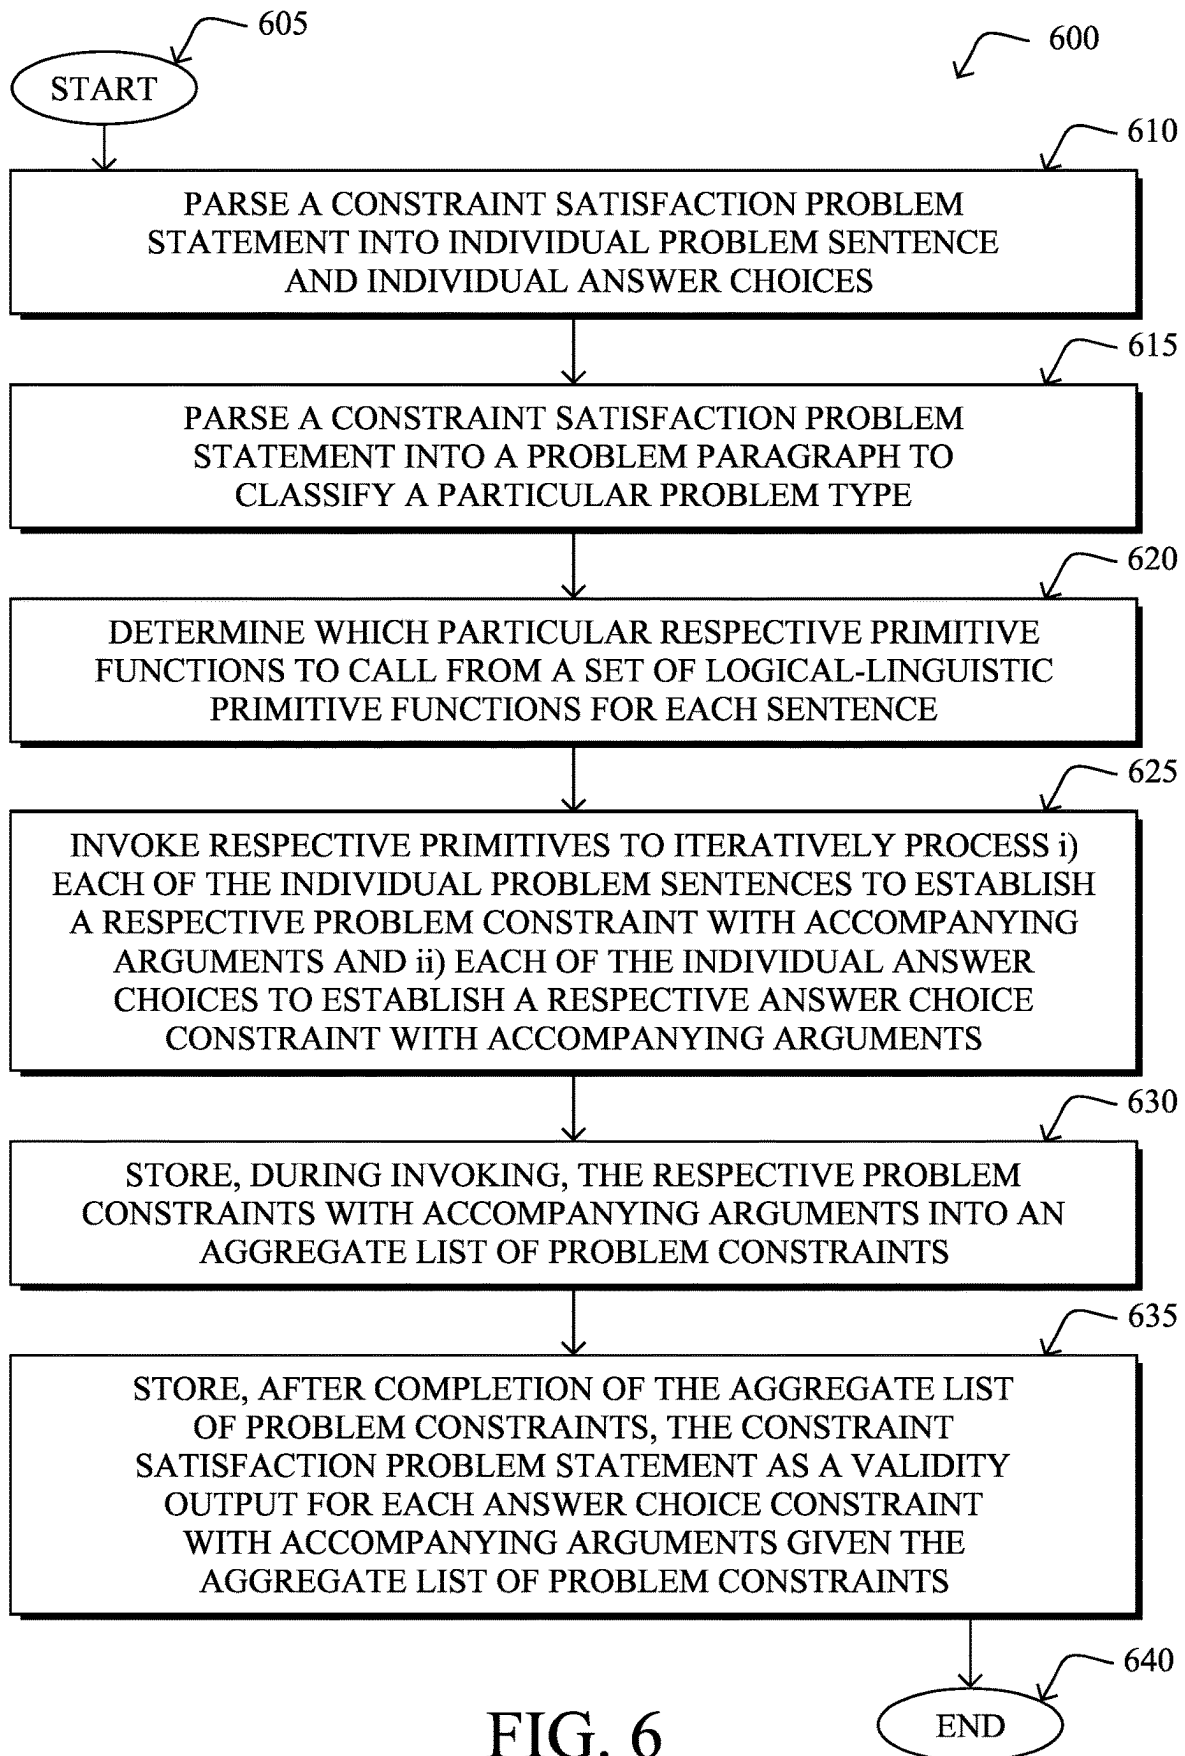 605
600
START
610
PARSE A CONSTRAINT SATISFACTION PROBLEM
STATEMENT INTO INDIVIDUAL PROBLEM SENTENCE
AND INDIVIDUAL ANSWER CHOICES
615
PARSE A CONSTRAINT SATISFACTION PROBLEM
STATEMENT INTO A PROBLEM PARAGRAPH TO
CLASSIFY A PARTICULAR PROBLEM TYPE
620
DETERMINE WHICH PARTICULAR RESPECTIVE PRIMITIVE
FUNCTIONS TO CALL FROM A SET OF LOGICAL-LINGUISTIC
PRIMITIVE FUNCTIONS FOR EACH SENTENCE
625
INVOKE RESPECTIVE PRIMITIVES TO ITERATIVELY PROCESS i)
EACH OF THE INDIVIDUAL PROBLEM SENTENCES TO ESTABLISH
A RESPECTIVE PROBLEM CONSTRAINT WITH ACCOMPANYING
ARGUMENTS AND ii) EACH OF THE INDIVIDUAL ANSWER
CHOICES TO ESTABLISH A RESPECTIVE ANSWER CHOICE
CONSTRAINT WITH ACCOMPANYING ARGUMENTS
630
STORE, DURING INVOKING, THE RESPECTIVE PROBLEM
CONSTRAINTS WITH ACCOMPANYING ARGUMENTS INTO AN
AGGREGATE LIST OF PROBLEM CONSTRAINTS
635
STORE, AFTER COMPLETION OF THE AGGREGATE LIST
OF PROBLEM CONSTRAINTS, THE CONSTRAINT
SATISFACTION PROBLEM STATEMENT AS A VALIDITY
OUTPUT FOR EACH ANSWER CHOICE CONSTRAINT
WITH ACCOMPANYING ARGUMENTS GIVEN THE
AGGREGATE LIST OF PROBLEM CONSTRAINTS
640
END
FIG. 6